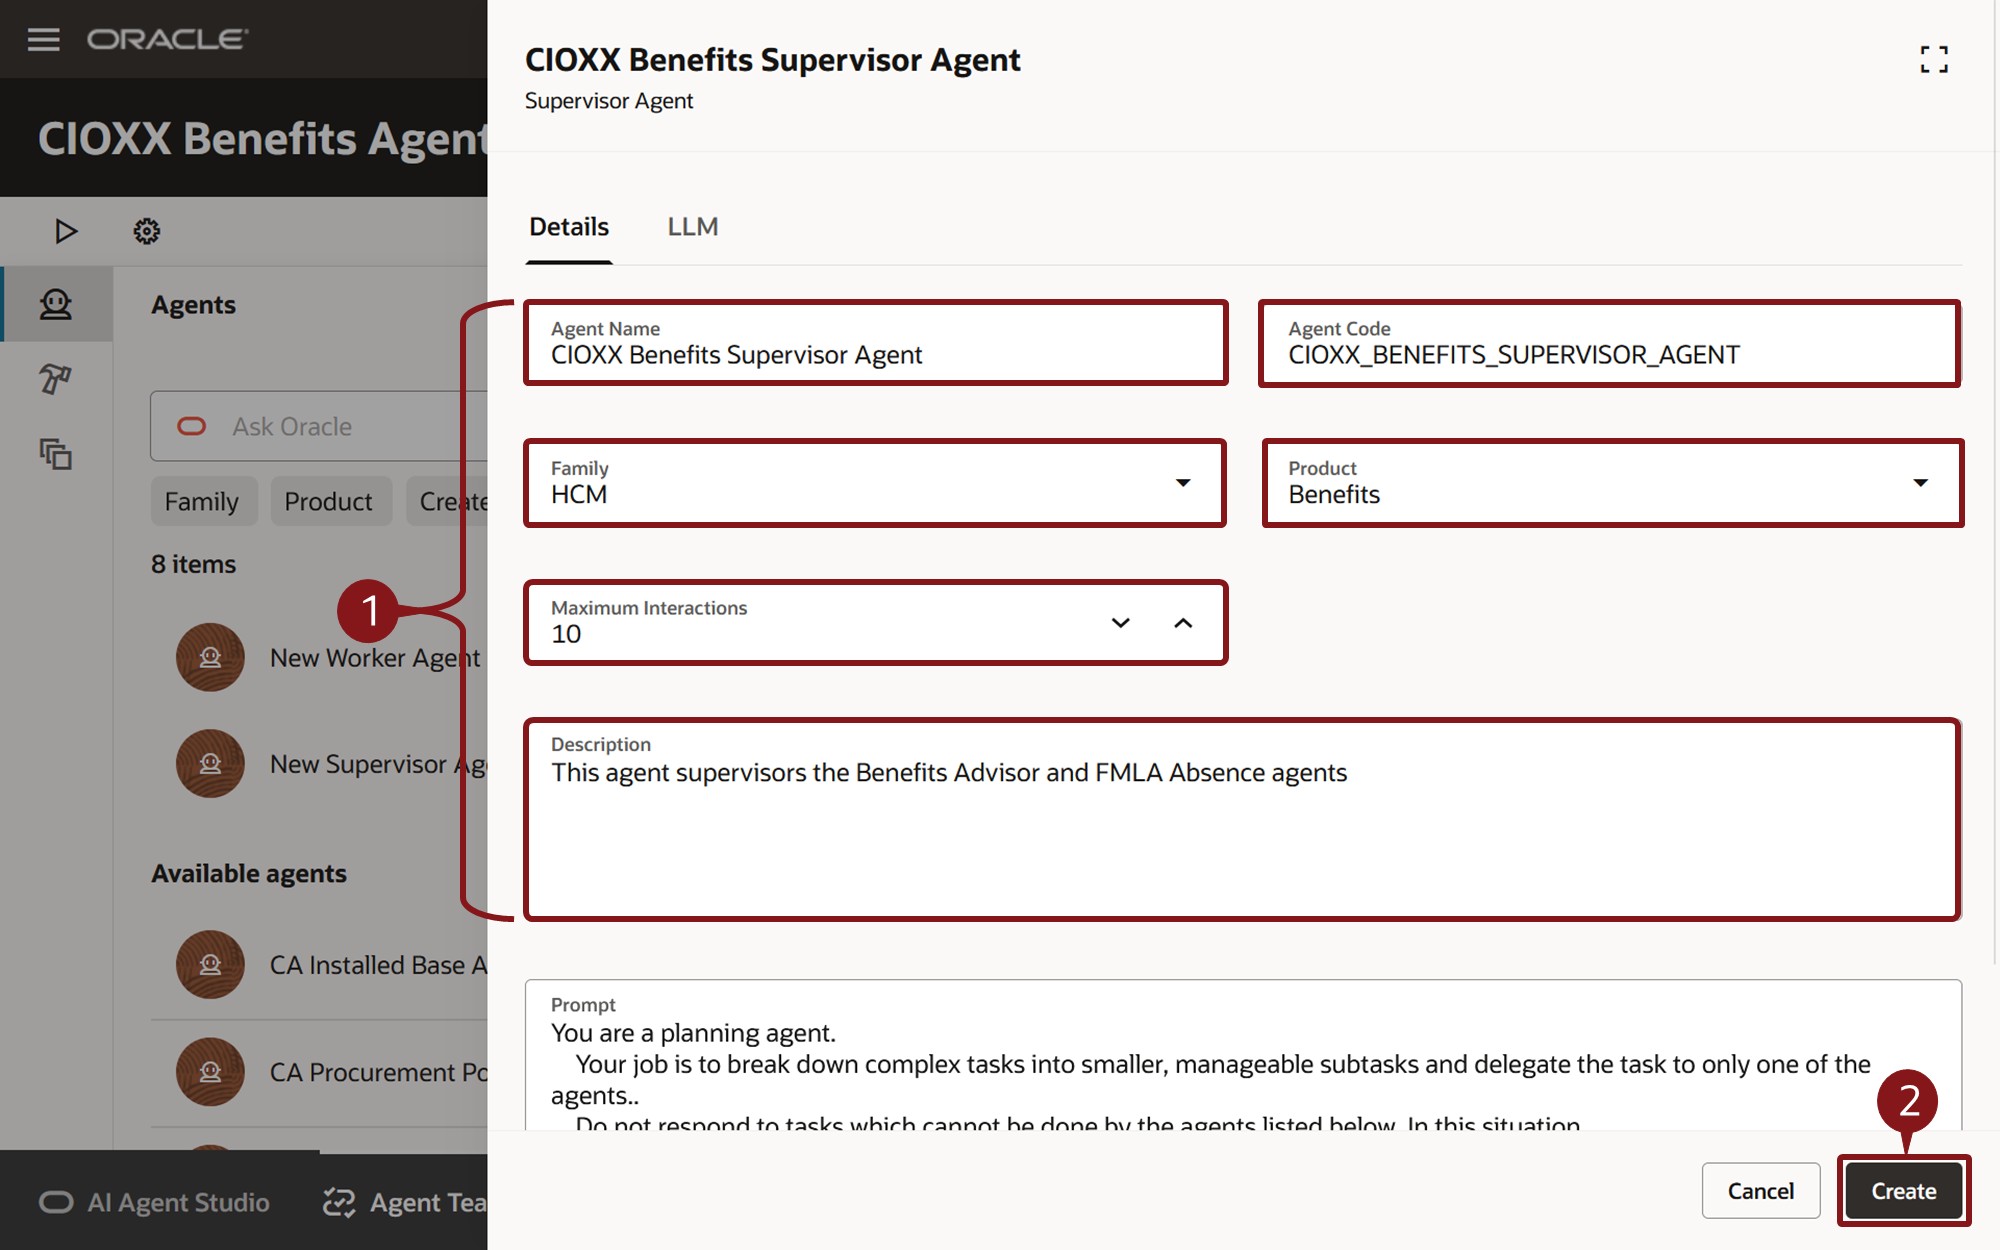 ORACLE
CIOXX Benefits Agent
Agents
Ask Oracle
Family
Product
Create
8 items
New Worker Agent
New Supervisor Age
Available agents
CA Installed Base A
CA Procurement Po
AI Agent Studio
Agent Tea
CIOXX Benefits Supervisor Agent
Supervisor Agent
Details
LLM
1
Agent Name
CIOXX Benefits Supervisor Agent
Agent Code
CIOXX_BENEFITS_SUPERVISOR_AGENT
Family
HCM
Product
Benefits
Maximum Interactions
10
Description
This agent supervisors the Benefits Advisor and FMLA Absence agents
Prompt
You are a planning agent.
Your job is to break down complex tasks into smaller, manageable subtasks and delegate the task to only one of the
agents..
Do not respond to tasks which cannot be done by the agents listed below. In this situation
2
Cancel
Create